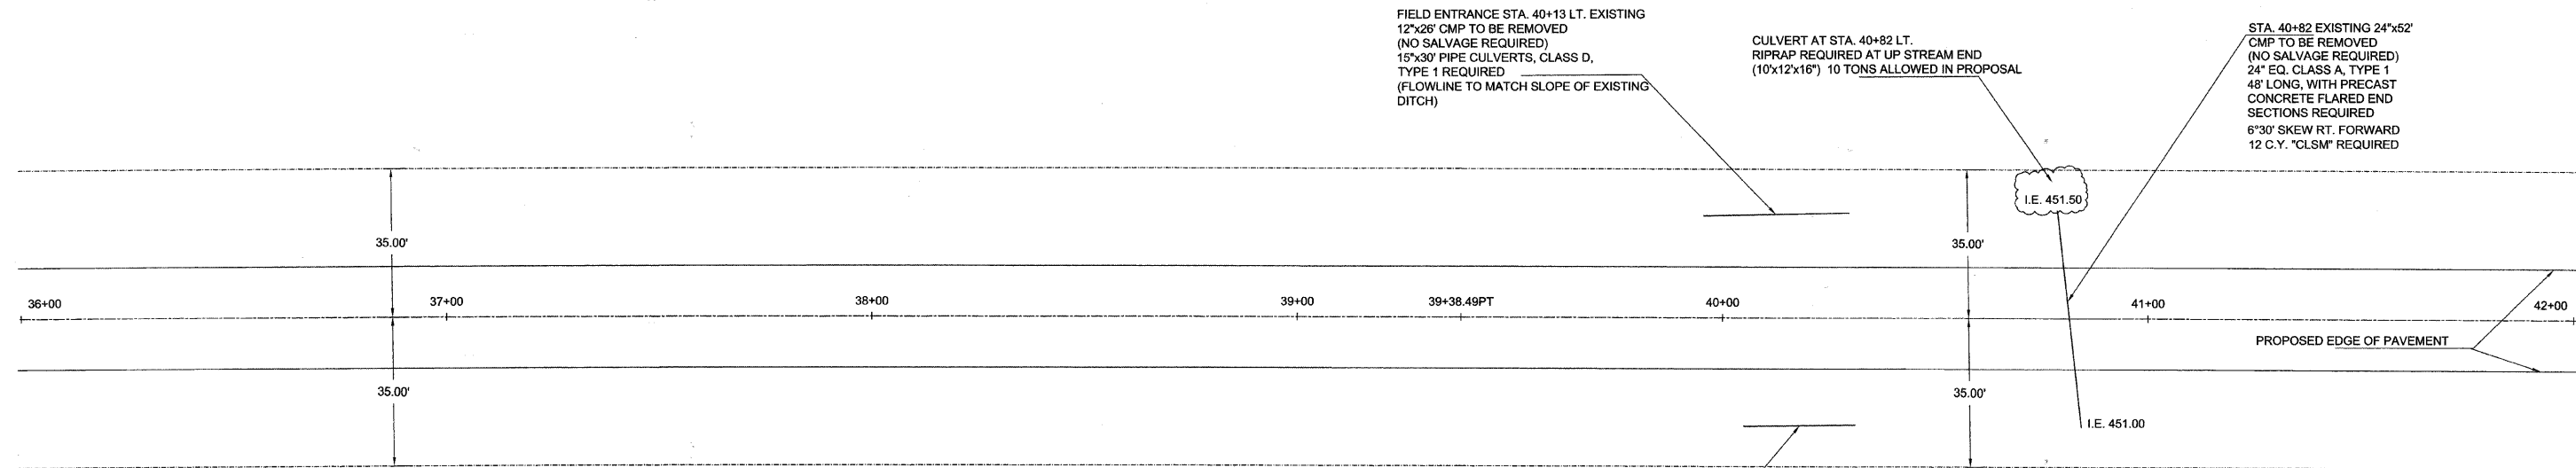 FIELD ENTRANCE STA. 40+13 LT. EXISTING
12"x26' CMP TO BE REMOVED
(NO SALVAGE REQUIRED)
15"x30' PIPE CULVERTS, CLASS D,
TYPE 1 REQUIRED
(FLOWLINE TO MATCH SLOPE OF EXISTING
DITCH)
CULVERT AT STA. 40+82 LT.
RIPRAP REQUIRED AT UP STREAM END
(10'x12'x16") 10 TONS ALLOWED IN PROPOSAL
STA. 40+82 EXISTING 24"x52'
CMP TO BE REMOVED
(NO SALVAGE REQUIRED)
24" EQ. CLASS A, TYPE 1
48' LONG, WITH PRECAST
CONCRETE FLARED END
SECTIONS REQUIRED
6°30' SKEW RT. FORWARD
12 C.Y. "CLSM" REQUIRED
I.E. 451.50
35.00'
35.00'
36+00
37+00
38+00
39+00
39+38.49PT
40+00
41+00
42+00
PROPOSED EDGE OF PAVEMENT
35.00'
35.00'
I.E. 451.00